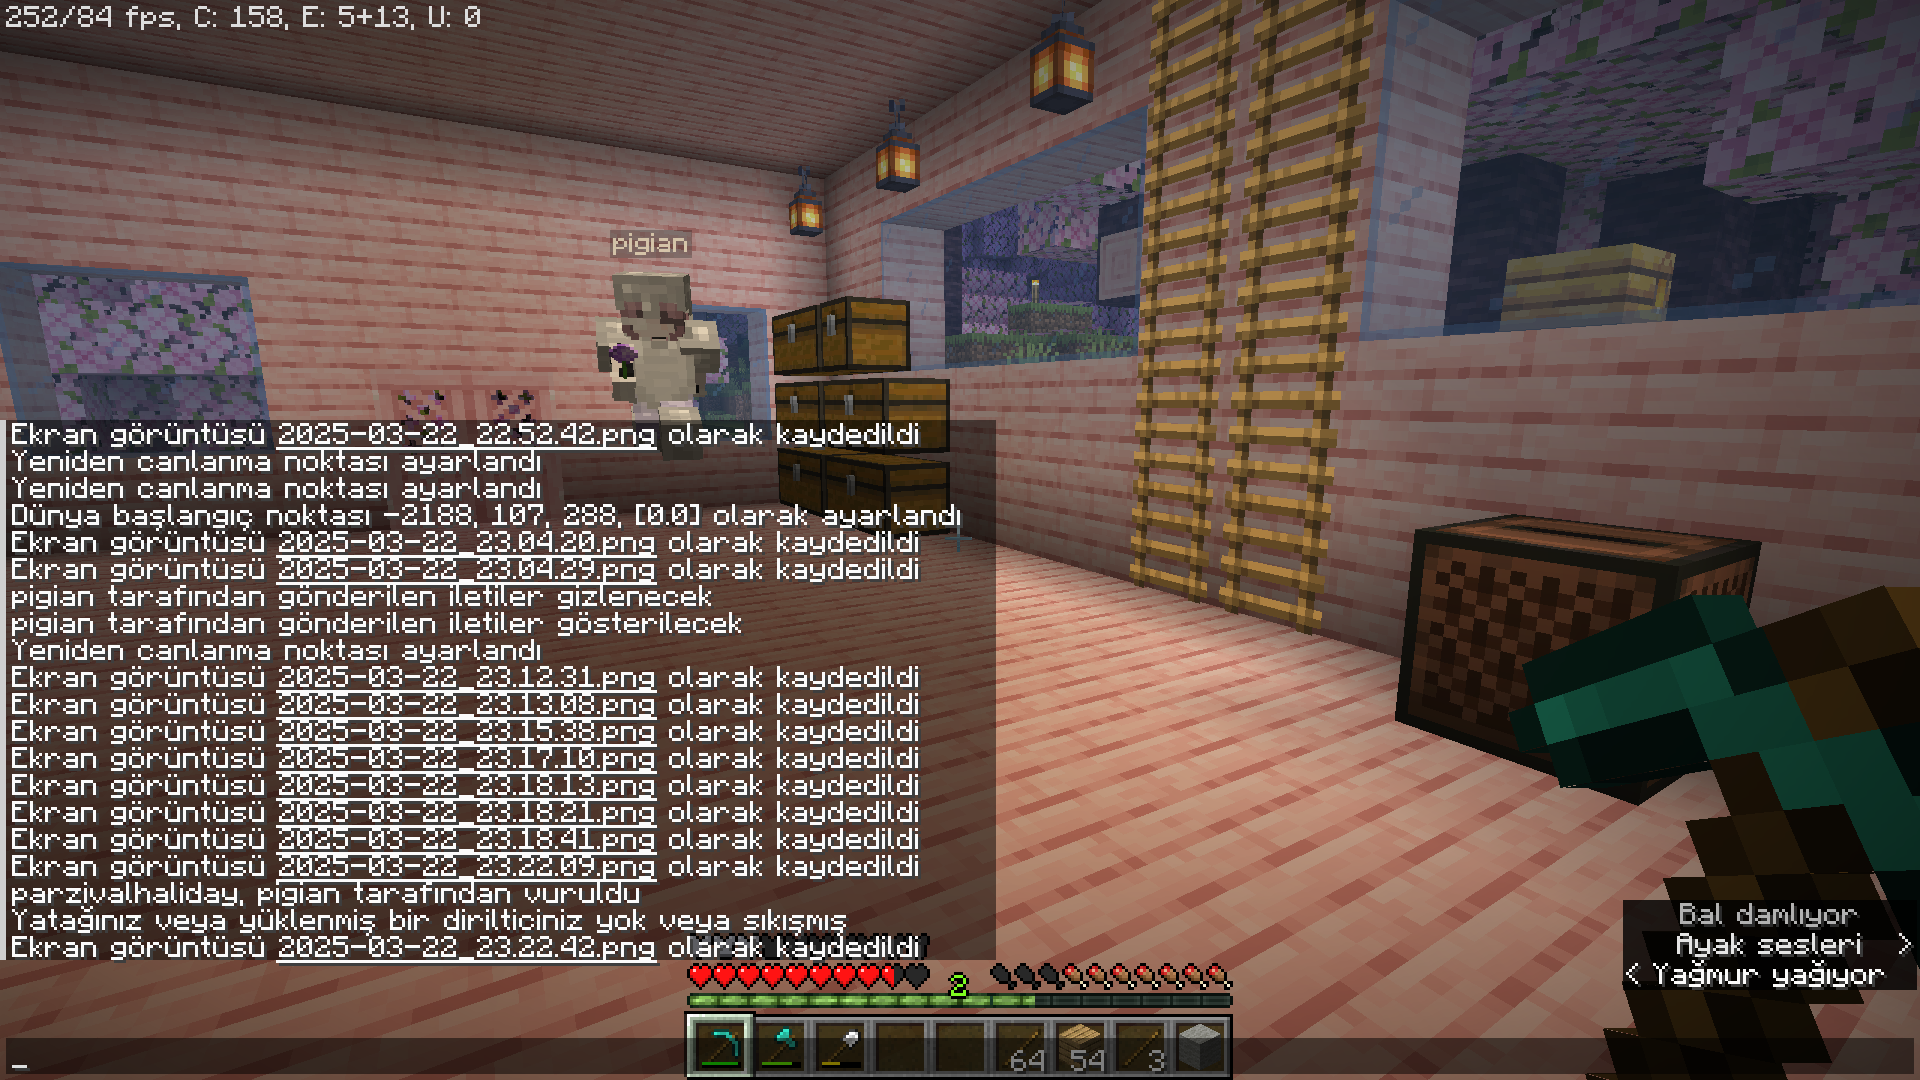 252/84 fps, C: 158, E: 5+13, U: 0
pigian
Ekran görüntüsü 2025-03-22_22.52.42.png olarak kaydedildi
Yeniden canlanma noktası ayarlandı
Yeniden canlanma noktası ayarlandı
Dünya başlangıç noktası -2188, 107, 288, [0.0] olarak ayarlandı
Ekran görüntüsü 2025-03-22_23.04.20.png olarak kaydedildi
Ekran görüntüsü 2025-03-22_23.04.29.png olarak kaydedildi
pigian tarafından gönderilen iletiler gizlenecek
pigian tarafından gönderilen iletiler gösterilecek
Yeniden canlanma noktası ayarlandı
Ekran görüntüsü 2025-03-22_23.12.31.png olarak kaydedildi
Ekran görüntüsü 2025-03-22_23.13.08.png olarak kaydedildi
Ekran görüntüsü 2025-03-22_23.15.38.png olarak kaydedildi
Ekran görüntüsü 2025-03-22_23.17.10.png olarak kaydedildi
Ekran görüntüsü 2025-03-22_23.18.13.png olarak kaydedildi
Ekran görüntüsü 2025-03-22_23.18.21.png olarak kaydedildi
Ekran görüntüsü 2025-03-22_23.18.41.png olarak kaydedildi
Ekran görüntüsü 2025-03-22_23.22.09.png olarak kaydedildi
parzivalhaliday, pigian tarafından vuruldu
Yatağınız veya yüklenmiş bir dirilticiniz yok veya sıkışmış
Ekran görüntüsü 2025-03-22_23.22.42.png olarak kaydedildi
Bal damlıyor
Ayak sesleri >
< Yağmur yağıyor
2
64 54 3
_